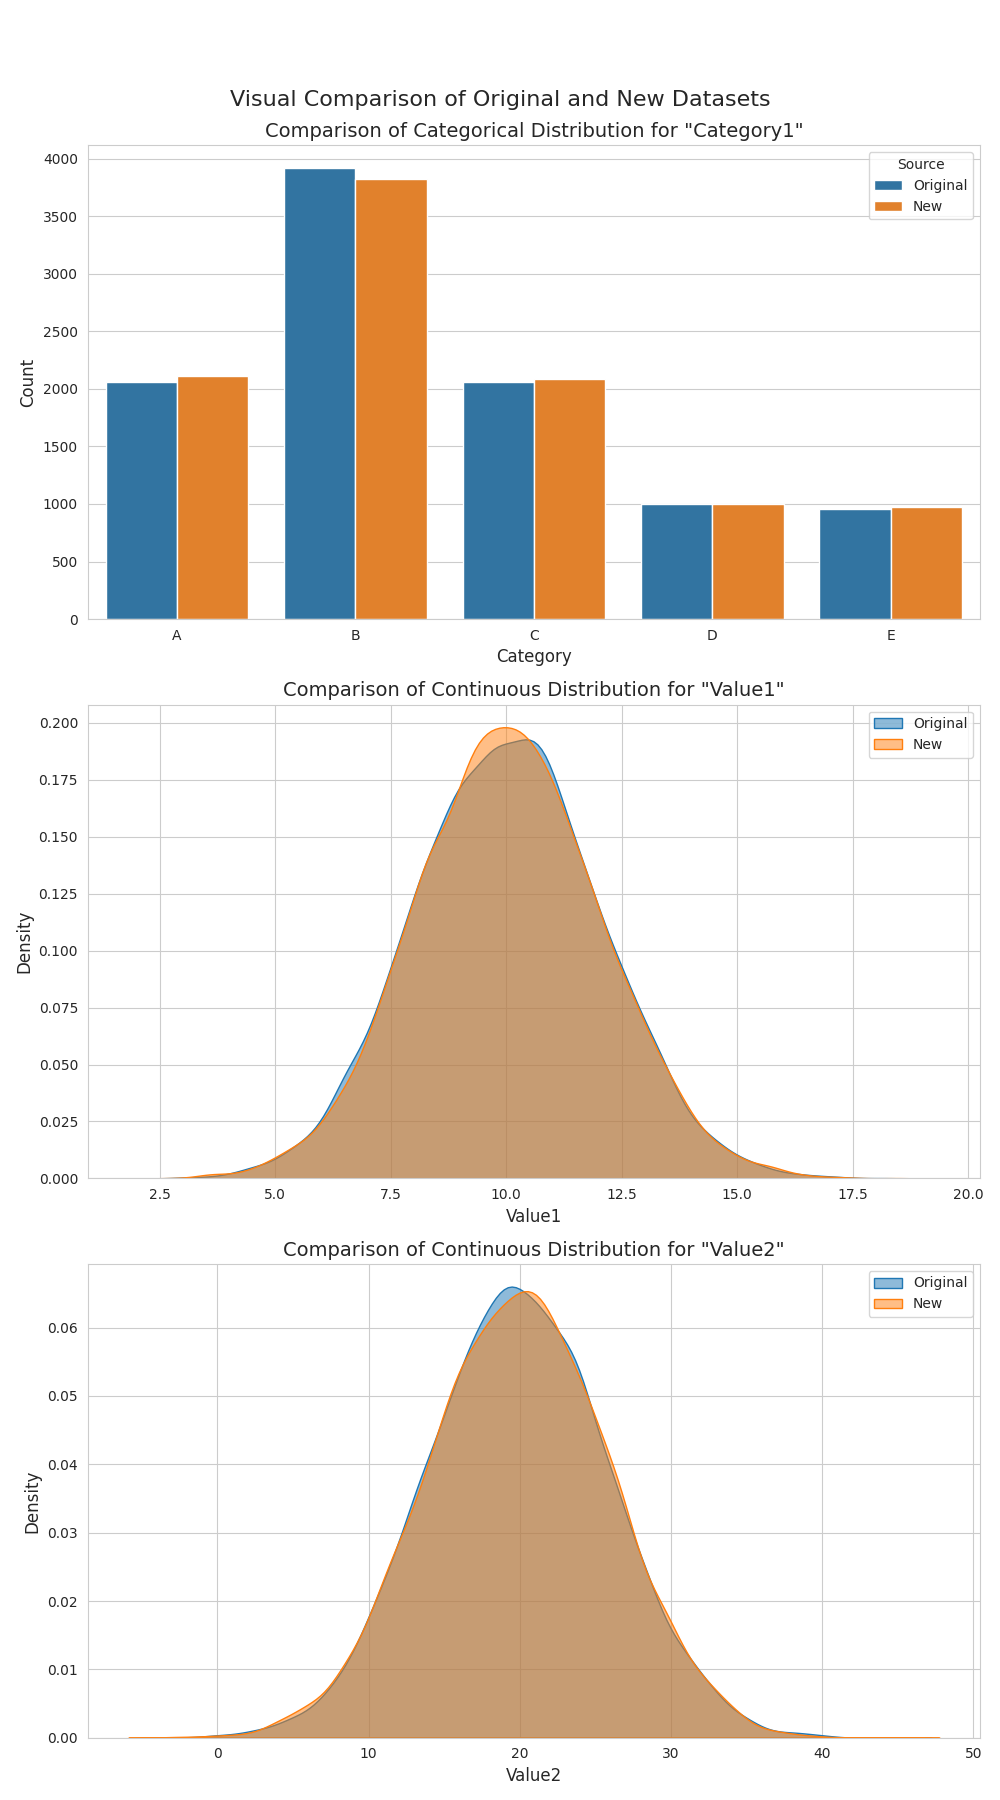 Visual Comparison of Original and New Datasets
Comparison of Categorical Distribution for "Category1"
Source
Original
New
4000
3500
3000
2500
2000
1500
1000
500
0
Count
A B C D E
Category
Comparison of Continuous Distribution for "Value1"
Original
New
0.200
0.175
0.150
0.125
0.100
0.075
0.050
0.025
0.000
Density
2.5 5.0 7.5 10.0 12.5 15.0 17.5 20.0
Value1
Comparison of Continuous Distribution for "Value2"
Original
New
0.06
0.05
0.04
0.03
0.02
0.01
0.00
Density
0 10 20 30 40 50
Value2